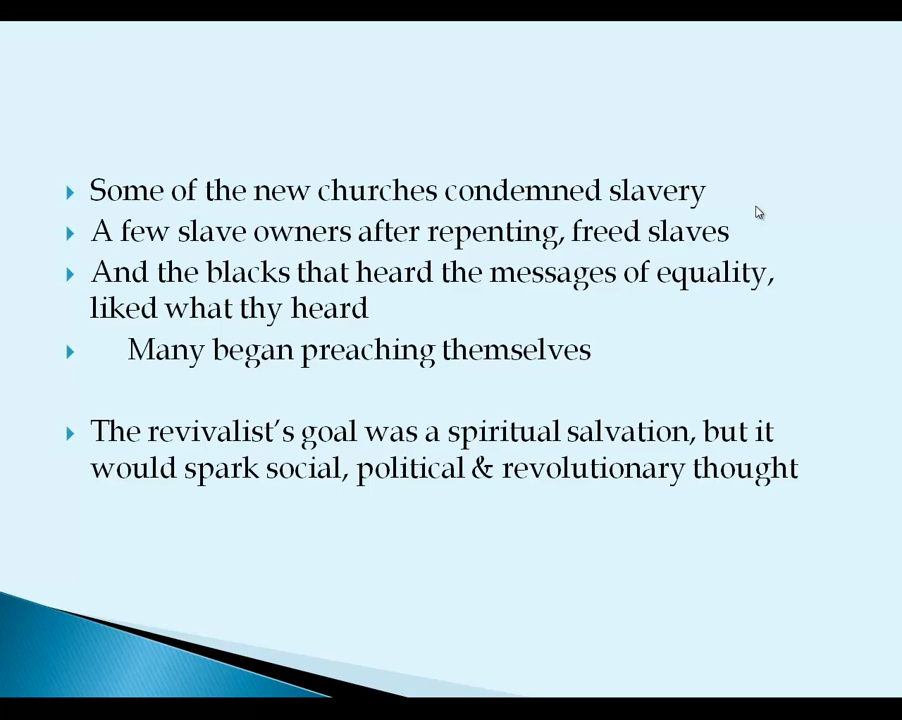 Some of the new churches condemned slavery
A few slave owners after repenting, freed slaves
And the blacks that heard the messages of equality,
liked what thy heard
Many began preaching themselves
The revivalist’s goal was a spiritual salvation, but it
would spark social, political & revolutionary thought